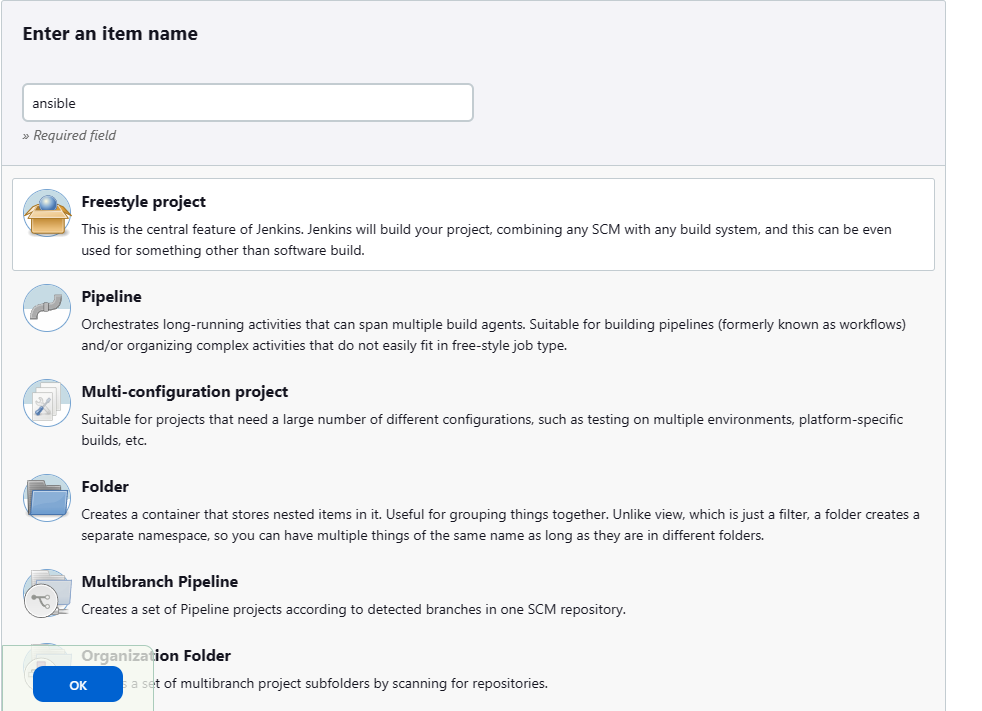 Enter an item name
ansible
» Required field
Freestyle project
This is the central feature of Jenkins. Jenkins will build your project, combining any SCM with any build system, and this can be even
used for something other than software build.
Pipeline
Orchestrates long-running activities that can span multiple build agents. Suitable for building pipelines (formerly known as workflows)
and/or organizing complex activities that do not easily fit in free-style job type.
Multi-configuration project
Suitable for projects that need a large number of different configurations, such as testing on multiple environments, platform-specific
builds, etc.
Folder
Creates a container that stores nested items in it. Useful for grouping things together. Unlike view, which is just a filter, a folder creates a
separate namespace, so you can have multiple things of the same name as long as they are in different folders.
Multibranch Pipeline
Creates a set of Pipeline projects according to detected branches in one SCM repository.
Organization Folder
a set of multibranch project subfolders by scanning for repositories.
OK